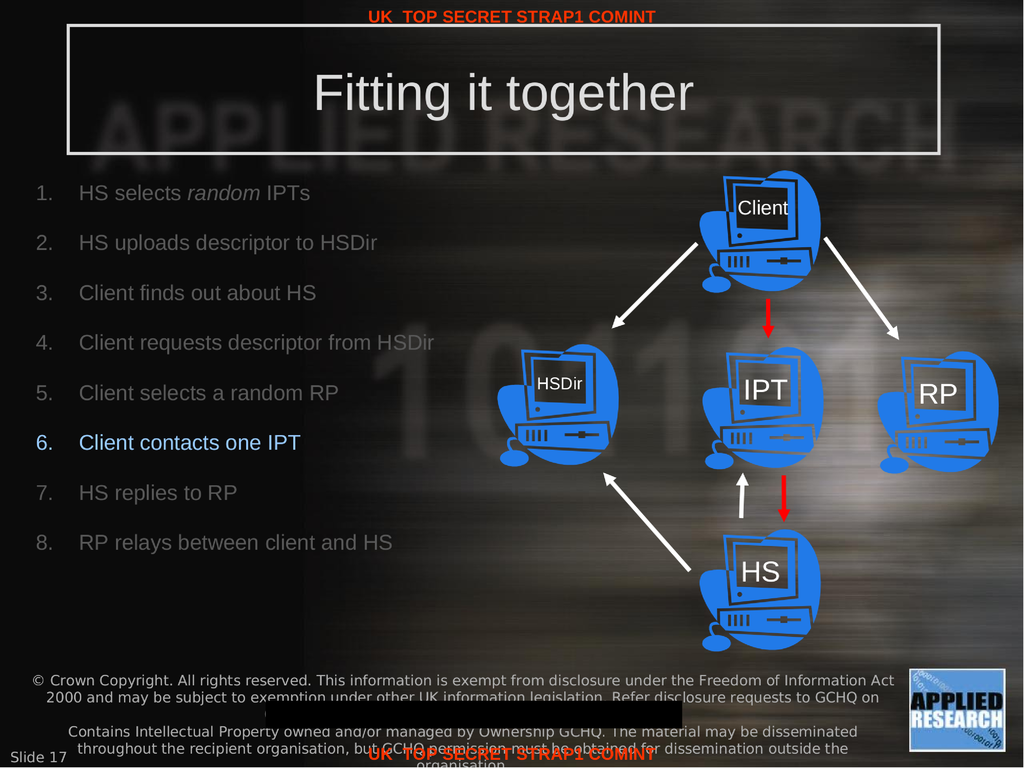 UK TOP SECRET STRAP1 COMINT
Fitting it together
APPLIED RESEARCH
1. HS selects random IPTs
2. HS uploads descriptor to HSDir
3. Client finds out about HS
4. Client requests descriptor from HSDir
5. Client selects a random RP
6. Client contacts one IPT
7. HS replies to RP
8. RP relays between client and HS
Client
HSDir
IPT
RP
HS
© Crown Copyright. All rights reserved. This information is exempt from disclosure under the Freedom of Information Act
2000 and may be subject to exemption under other UK information legislation. Refer disclosure requests to GCHQ on
Contains Intellectual Property owned and/or managed by Ownership GCHQ. The material may be disseminated
throughout the recipient organisation, but GCHQ permission must be obtained for dissemination outside the
organisation
UK TOP SECRET STRAP1 COMINT
Slide 17
APPLIED
RESEARCH